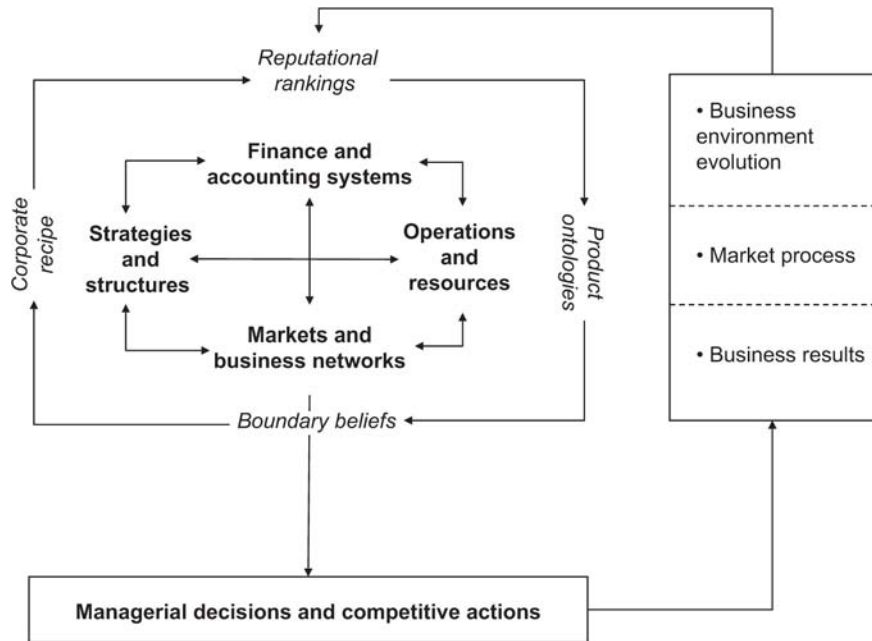 Reputational
rankings
Finance and
accounting systems
Corporate
recipe
Strategies
and
structures
Operations
and
resources
Product
ontologies
Markets and
business networks
Boundary beliefs
Managerial decisions and competitive actions
• Business
environment
evolution
• Market process
• Business results